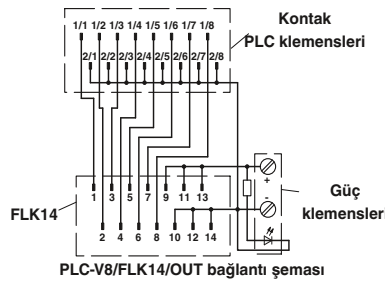 Kontak
PLC klemensleri
1/1 1/2 1/3 1/4 1/5 1/6 1/7 1/8
2/1 2/2 2/3 2/4 2/5 2/6 2/7 2/8
1 3 5 7 9 11 13
+
-
Güç
klemensleri
FLK14
2 4 6 8 10 12 14
PLC-V8/FLK14/OUT bağlantı şeması